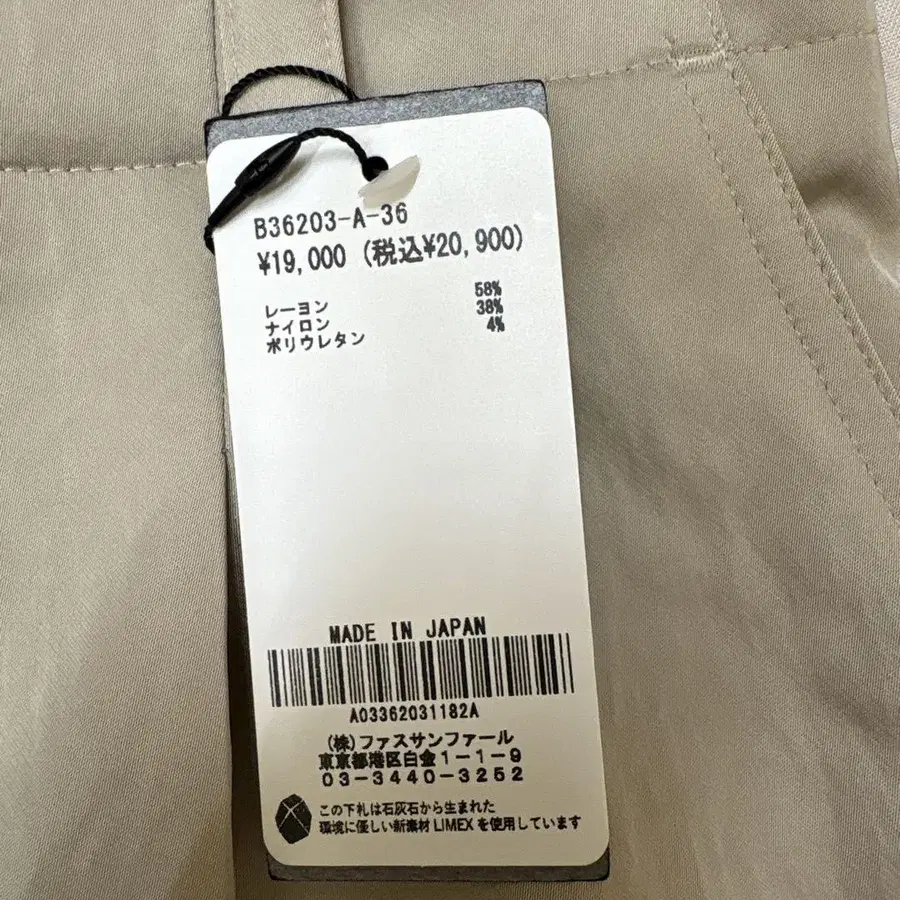 B36203-A-36
¥19,000 (税込¥20,900)
58%
レーヨン 38%
ナイロン 4%
ポリウレタン
MADE IN JAPAN
A03362031182A
(株)ファスサンファール
東京都港区白金1-1-9
03-3440-3252
この下札は石灰石から生まれた
環境に優しい新素材 LIMEX を使用しています